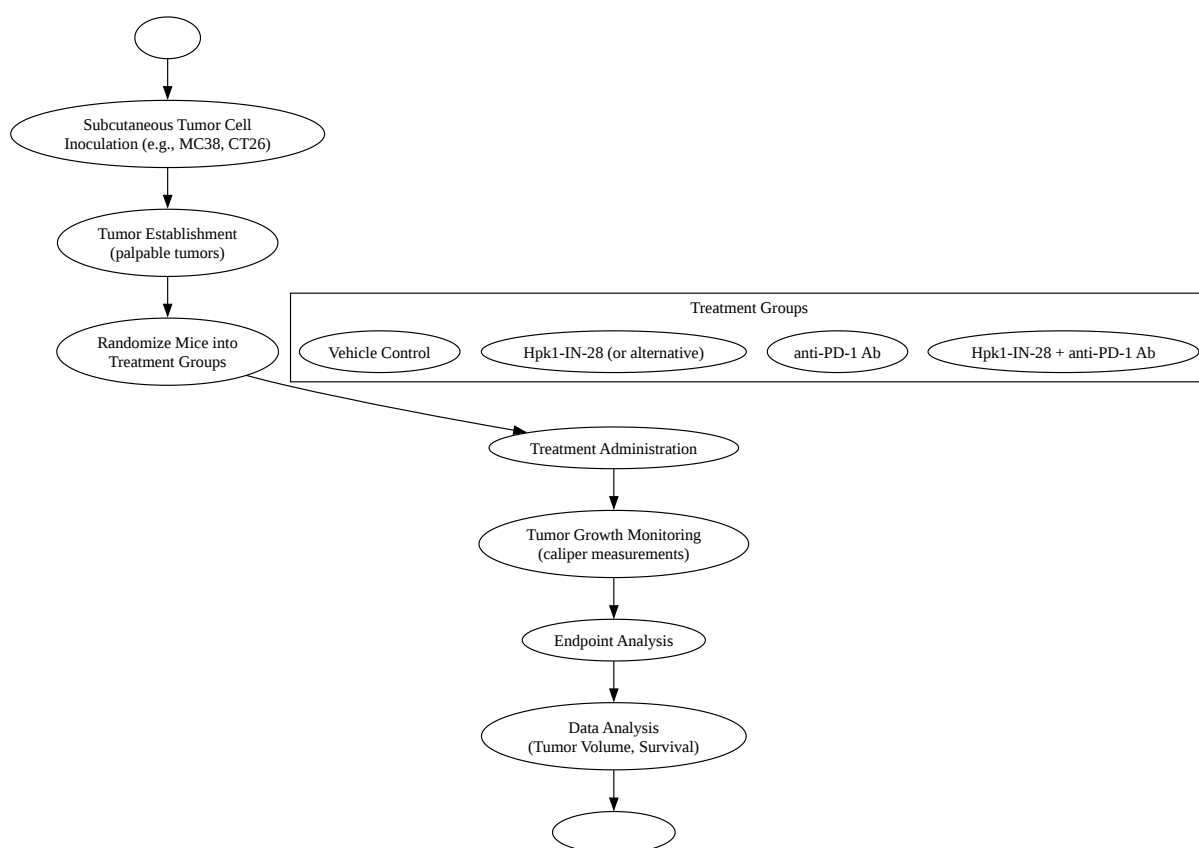 Subcutaneous Tumor Cell
Inoculation (e.g., MC38, CT26)
Tumor Establishment
(palpable tumors)
Randomize Mice into
Treatment Groups
Treatment Groups
Vehicle Control
Hpk1-IN-28 (or alternative)
anti-PD-1 Ab
Hpk1-IN-28 + anti-PD-1 Ab
Treatment Administration
Tumor Growth Monitoring
(caliper measurements)
Endpoint Analysis
Data Analysis
(Tumor Volume, Survival)